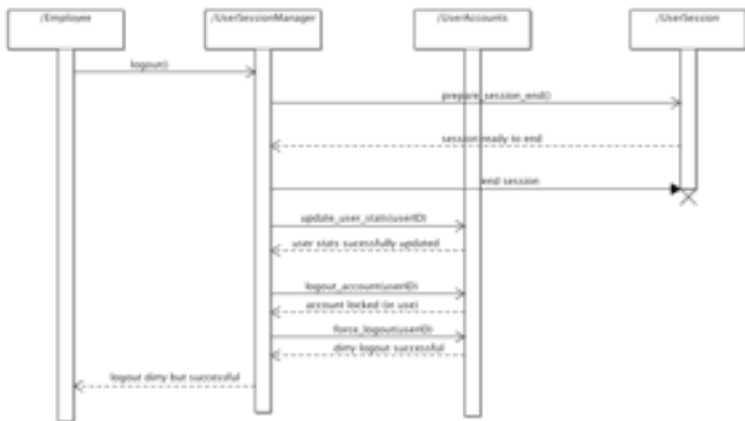 /Employee
/UserSessionManager
/UserAccounts
/UserSession
logout()
prepare_session_end()
session ready to end
end session
update_user_stats(userID)
user stats sucessfully updated
logout_account(userID)
account locked (in use)
force_logout(userID)
dirty logout successful
logout dirty but successful